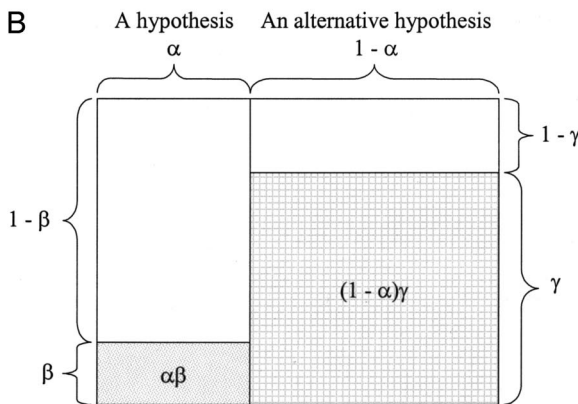 B
A hypothesis
α
An alternative hypothesis
1 - α
1 - γ
1 - β
(1 - α)γ
γ
β
αβ